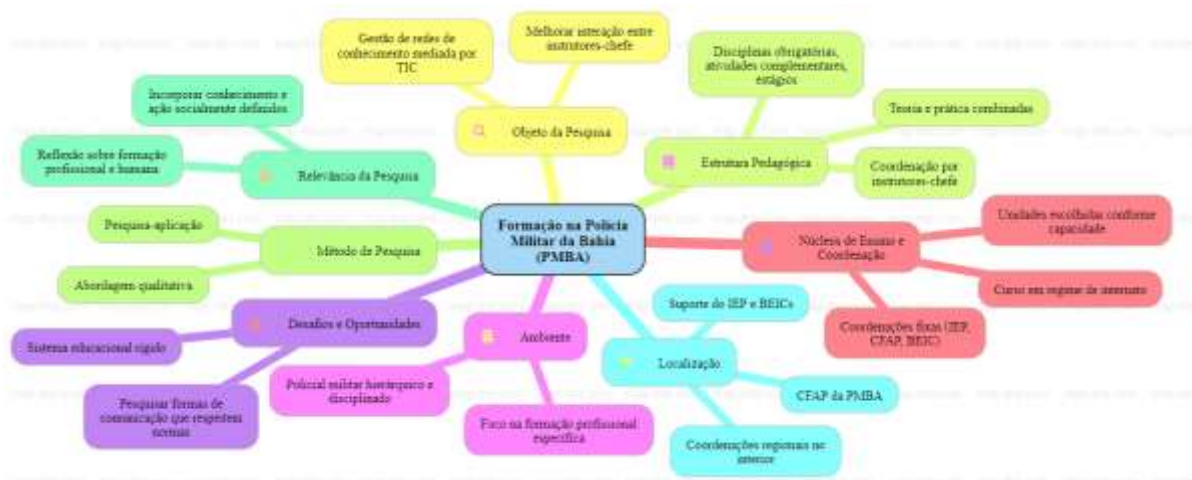 Gestão de redes de
conhecimento mediada por
TIC
Melhorar interação entre
instrutores-chefe
Objeto da Pesquisa
Disciplinas obrigatórias,
atividades complementares,
estágios
Teoria e prática combinadas
Coordenação por
instrutores-chefe
Estrutura Pedagógica
Incorporar conhecimento e
ação socialmente definidos
Reflexão sobre formação
profissional e humana
Relevância da Pesquisa
Formação na Polícia
Militar da Bahia
(PMBA)
Pesquisa-aplicação
Abordagem qualitativa
Método de Pesquisa
Núcleos de Ensino e
Coordenação
Unidades escolhidas conforme
capacidade
Curso em regime de internato
Coordenações fixas (IEP,
CFAP, BEIC)
Desafios e Oportunidades
Sistema educacional rígido
Pesquisar formas de
comunicação que respeitem
normas
Ambiente
Policial militar hierárquico e
disciplinado
Foco na formação profissional
específica
Suporte do IEP e BEICs
Localização
CFAP da PMBA
Coordenações regionais no
interior